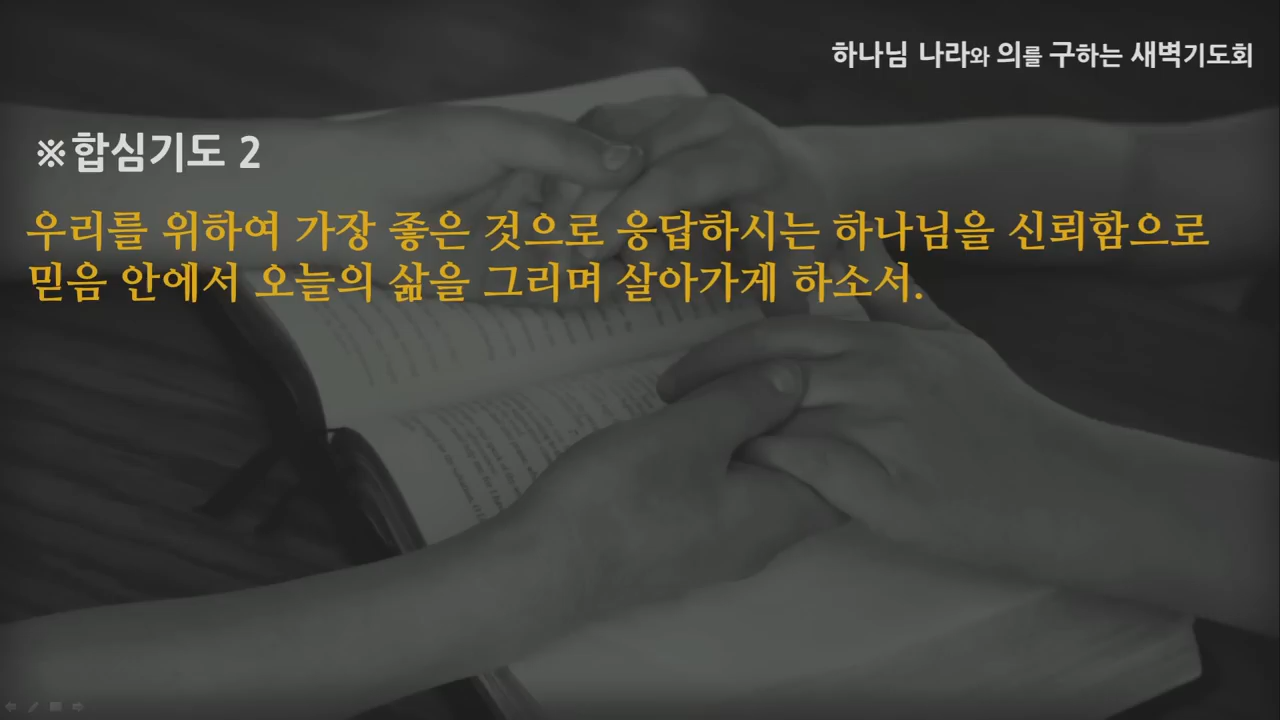 하나님 나라와 의를 구하는 새벽기도회
※합심기도 2
우리를 위하여 가장 좋은 것으로 응답하시는 하나님을 신뢰함으로
믿음 안에서 오늘의 삶을 그리며 살아가게 하소서.